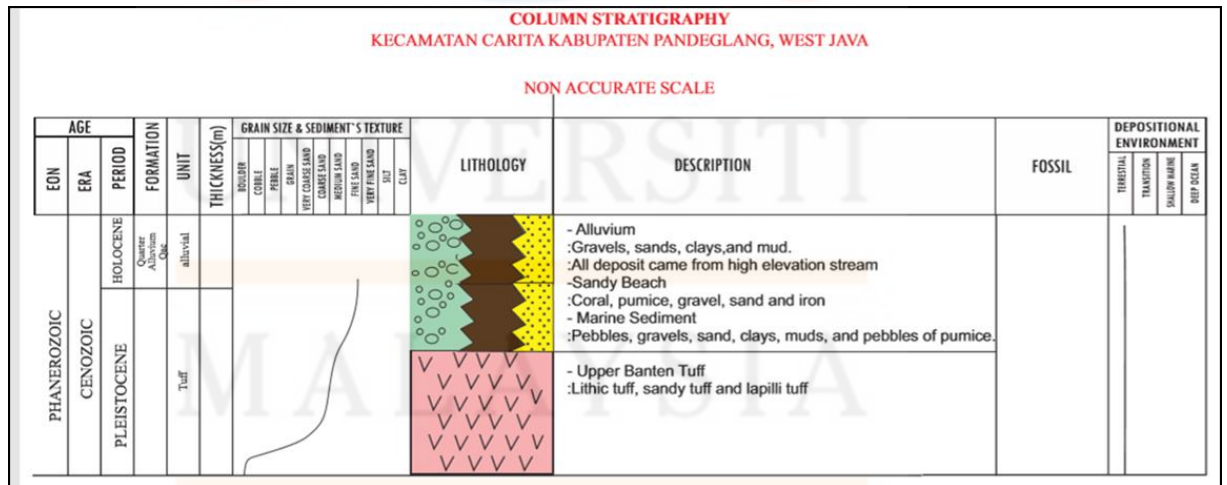 COLUMN STRATIGRAPHY
KECAMATAN CARITA KABUPATEN PANDEGLANG, WEST JAVA
NON ACCURATE SCALE
UNIVERSITI
MALAYSIA
AGE
EON
ERA
PERIOD
FORMATION
UNIT
THICKNESS(m)
GRAIN SIZE & SEDIMENT'S TEXTURE
BOULDER
COBBLE
PEBBLE
GRAIN
VERY COARSE SAND
COARSE SAND
MEDIUM SAND
FINE SAND
VERY FINE SAND
SILT
CLAY
LITHOLOGY
DESCRIPTION
FOSSIL
DEPOSITIONAL
ENVIRONMENT
TERRESTIAL
TRANSITION
SHALLOW MARINE
DEEP OCEAN
PHANEROZOIC
CENOZOIC
HOLOCENE
PLEISTOCENE
Quarter
Alluvium
Qac
alluvial
Tuff
- Alluvium
:Gravels, sands, clays,and mud.
:All deposit came from high elevation stream
-Sandy Beach
:Coral, pumice, gravel, sand and iron
- Marine Sediment
:Pebbles, gravels, sand, clays, muds, and pebbles of pumice.
- Upper Banten Tuff
:Lithic tuff, sandy tuff and lapilli tuff